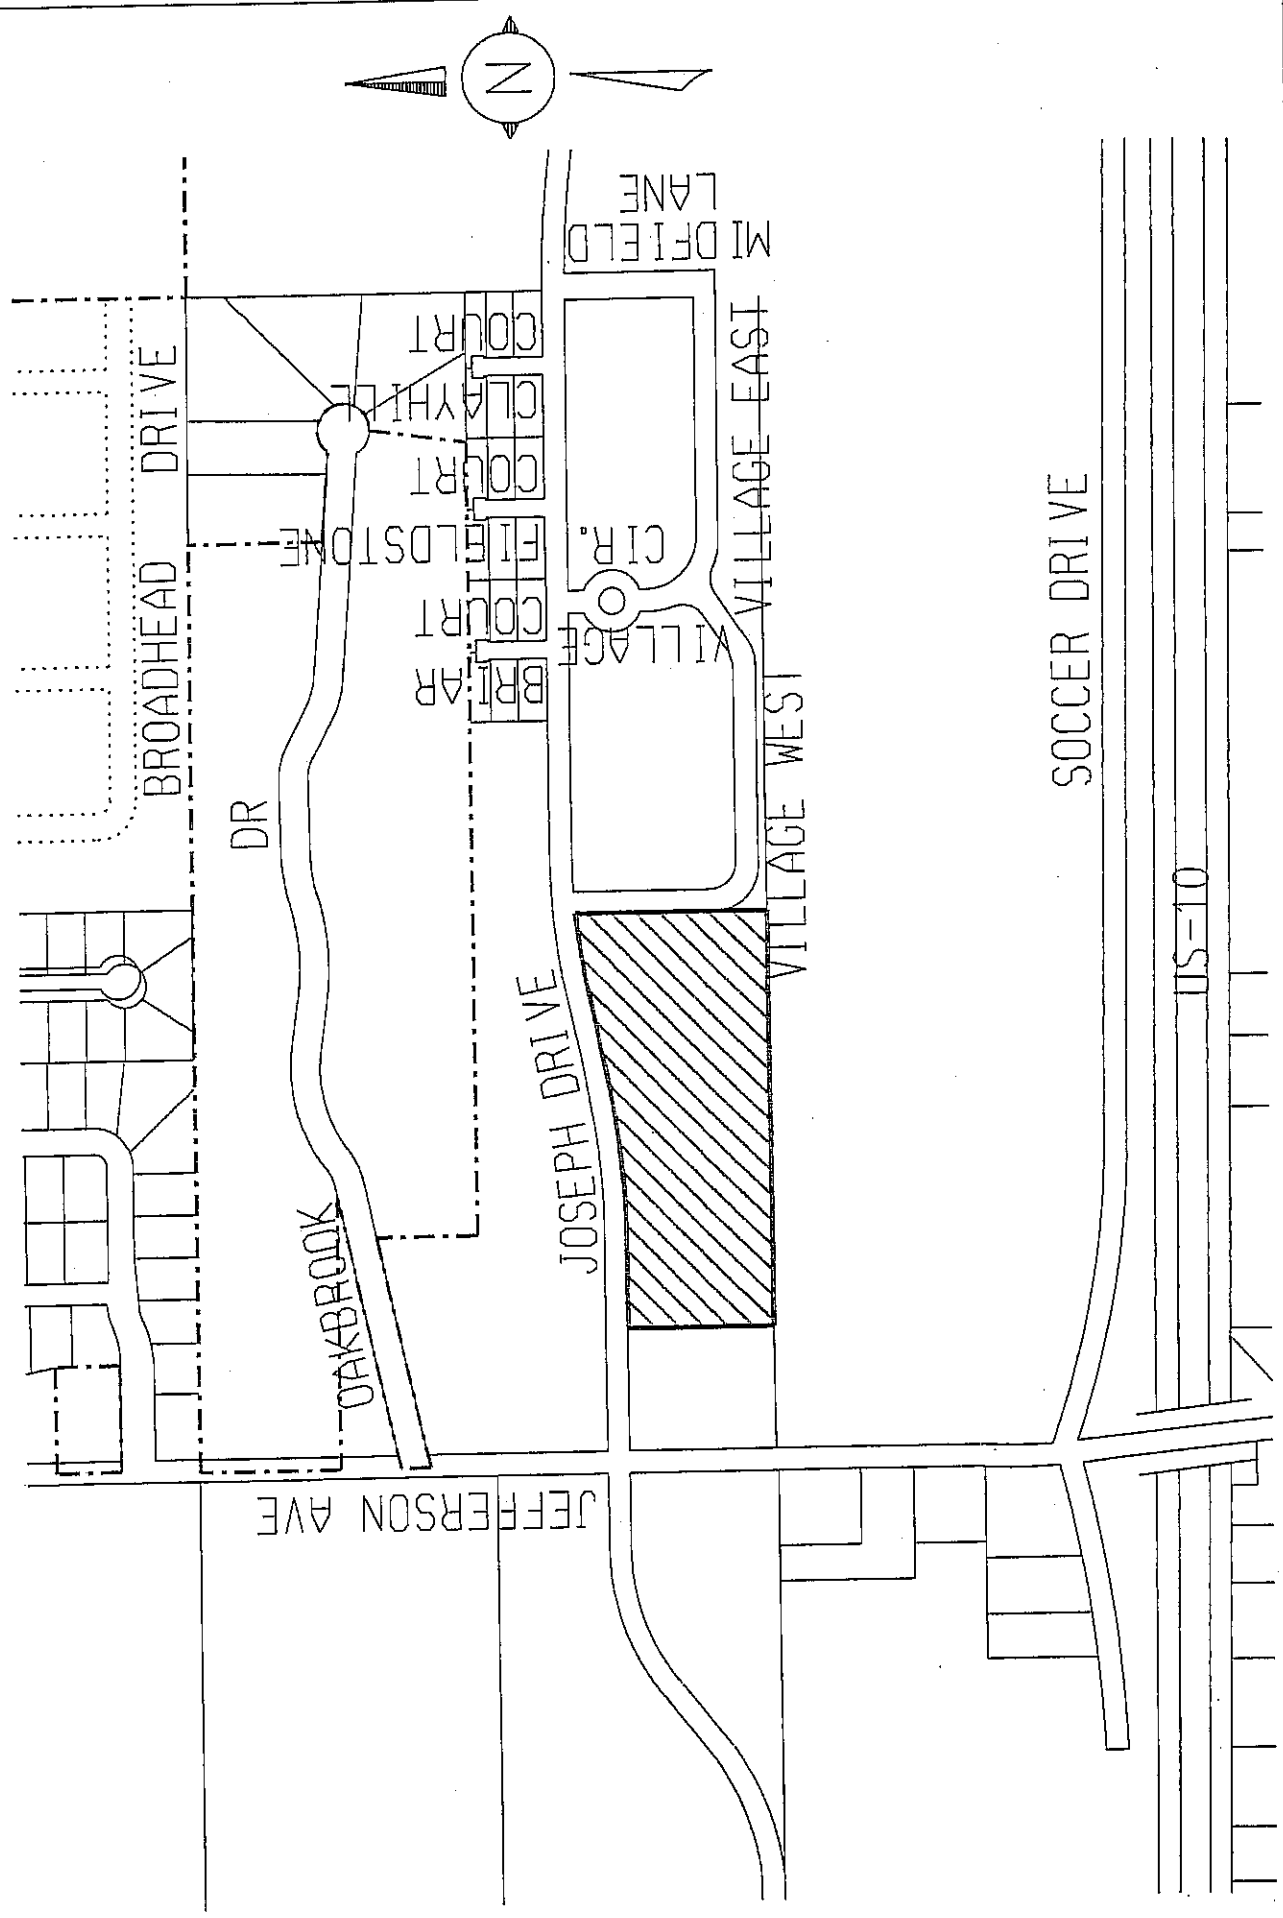 N
MIDFIELD
LANE
BROADHEAD DRIVE
COURT
CLAYHILL
COURT
FIELDSTONE
COURT
BRIAR
VILLAGE
CIR.
VILLAGE EAST
VILLAGE WEST
DR
OAKBROOK
JOSEPH DRIVE
SOCCER DRIVE
US-10
JEFFERSON AVE